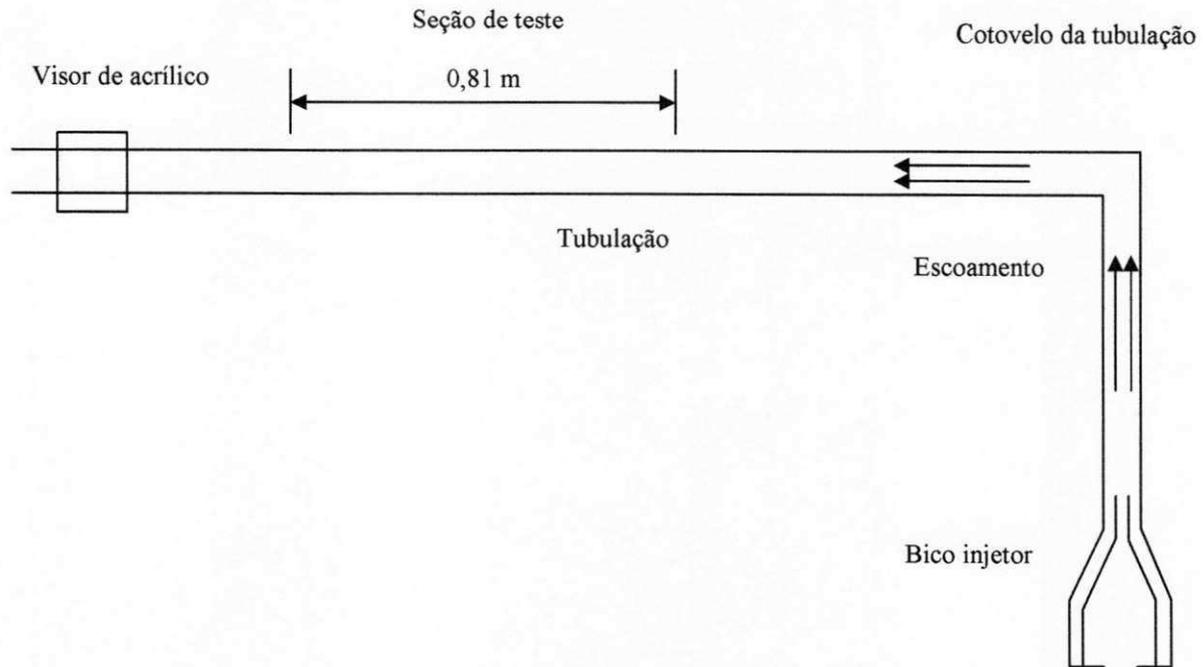 Seção de teste
Cotovelo da tubulação
Visor de acrílico
0,81 m
Tubulação
Escoamento
Bico injetor